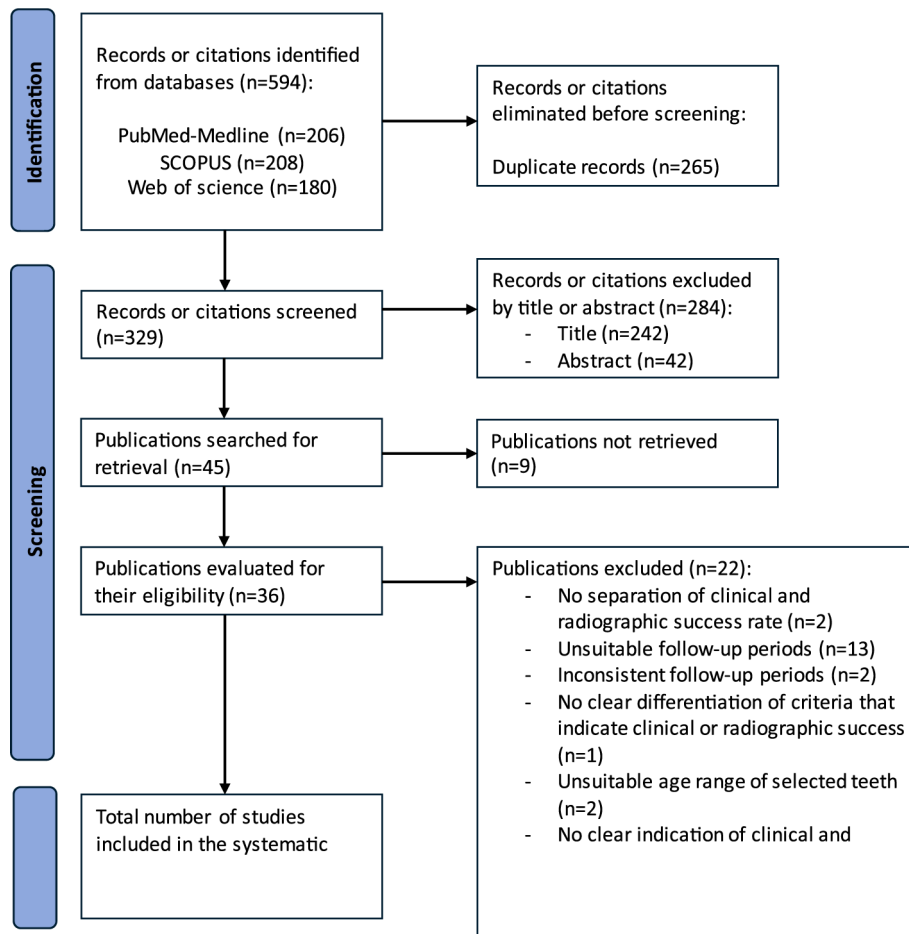 Identification
Records or citations identified
from databases (n=594):
PubMed-Medline (n=206)
SCOPUS (n=208)
Web of science (n=180)
Records or citations
eliminated before screening:
Duplicate records (n=265)
Screening
Records or citations screened
(n=329)
Records or citations excluded
by title or abstract (n=284):
- Title (n=242)
- Abstract (n=42)
Publications searched for
retrieval (n=45)
Publications not retrieved
(n=9)
Publications evaluated for
their eligibility (n=36)
Publications excluded (n=22):
- No separation of clinical and
radiographic success rate (n=2)
- Unsuitable follow-up periods (n=13)
- Inconsistent follow-up periods (n=2)
- No clear differentiation of criteria that
indicate clinical or radiographic success
(n=1)
- Unsuitable age range of selected teeth
(n=2)
- No clear indication of clinical and
Total number of studies
included in the systematic